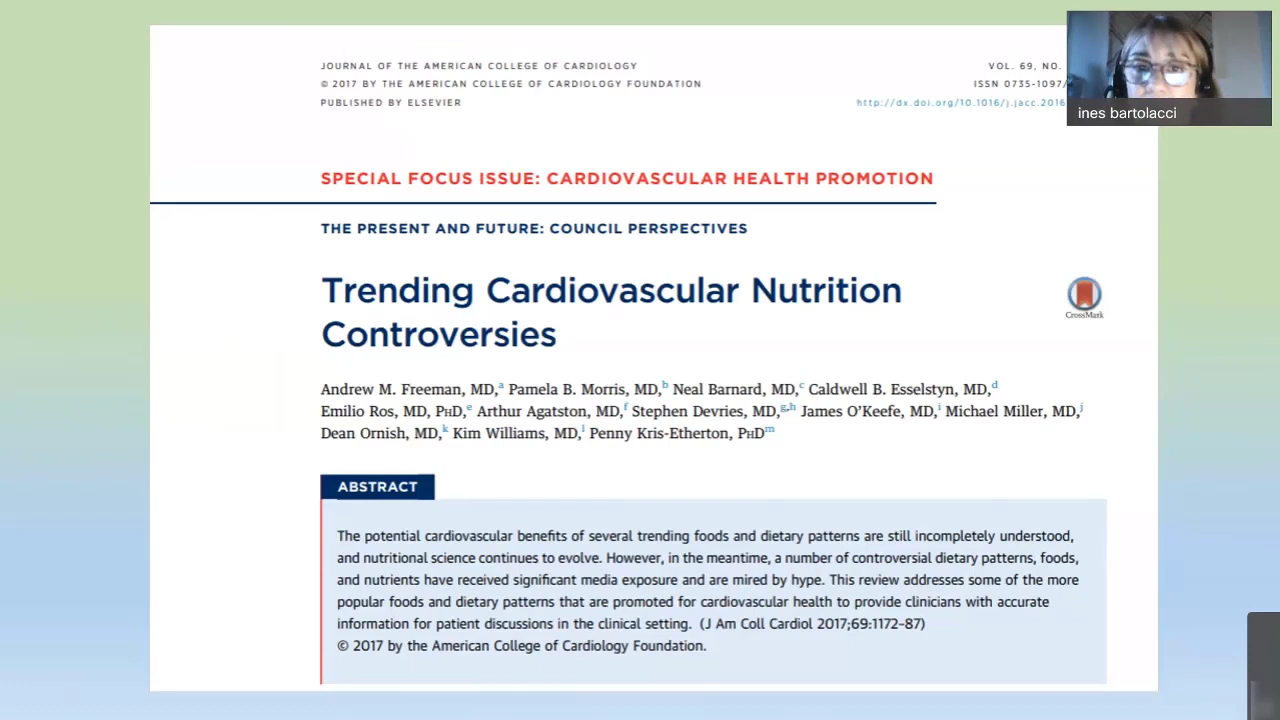 JOURNAL OF THE AMERICAN COLLEGE OF CARDIOLOGY
© 2017 BY THE AMERICAN COLLEGE OF CARDIOLOGY FOUNDATION
PUBLISHED BY ELSEVIER
VOL. 69, NO.
ISSN 0735-1097/
http://dx.doi.org/10.1016/j.jacc.2016
ines bartolacci
SPECIAL FOCUS ISSUE: CARDIOVASCULAR HEALTH PROMOTION
THE PRESENT AND FUTURE: COUNCIL PERSPECTIVES
Trending Cardiovascular Nutrition
Controversies
CrossMark
Andrew M. Freeman, MD,a Pamela B. Morris, MD,b Neal Barnard, MD,c Caldwell B. Esselstyn, MD,d
Emilio Ros, MD, PhD,e Arthur Agatston, MD,f Stephen Devries, MD,g,h James O'Keefe, MD,i Michael Miller, MD,j
Dean Ornish, MD,k Kim Williams, MD,l Penny Kris-Etherton, PhDm
ABSTRACT
The potential cardiovascular benefits of several trending foods and dietary patterns are still incompletely understood,
and nutritional science continues to evolve. However, in the meantime, a number of controversial dietary patterns, foods,
and nutrients have received significant media exposure and are mired by hype. This review addresses some of the more
popular foods and dietary patterns that are promoted for cardiovascular health to provide clinicians with accurate
information for patient discussions in the clinical setting. (J Am Coll Cardiol 2017;69:1172–87)
© 2017 by the American College of Cardiology Foundation.